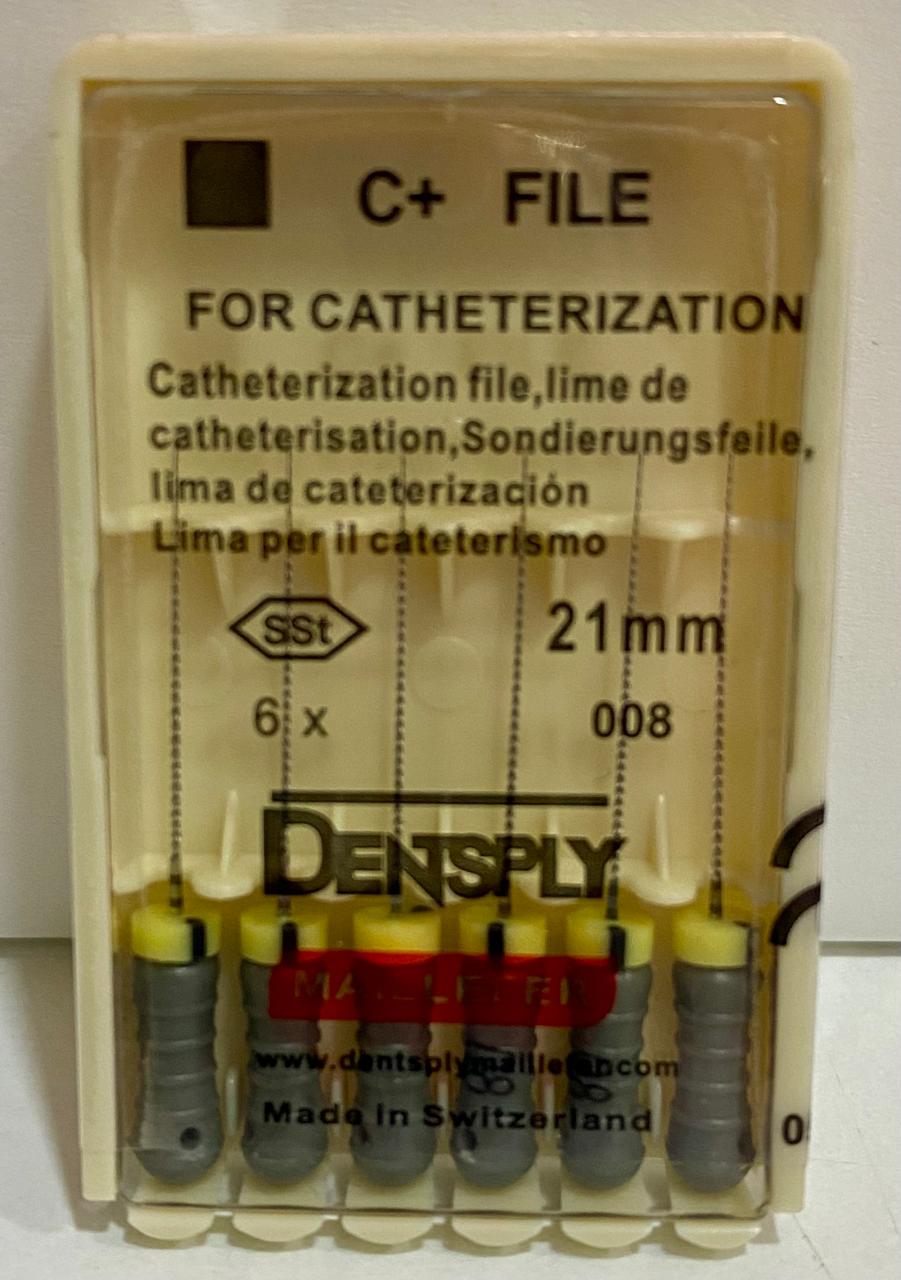 C+ FILE
FOR CATHETERIZATION
Catheterization file,lime de
catheterisation,Sondierungsfeile,
lima de cateterización
Lima per il cateterismo
SSt 21mm
6 x 008
DENTSPLY
MAILLEFER
www.dentsplymaillefer.com
Made in Switzerland